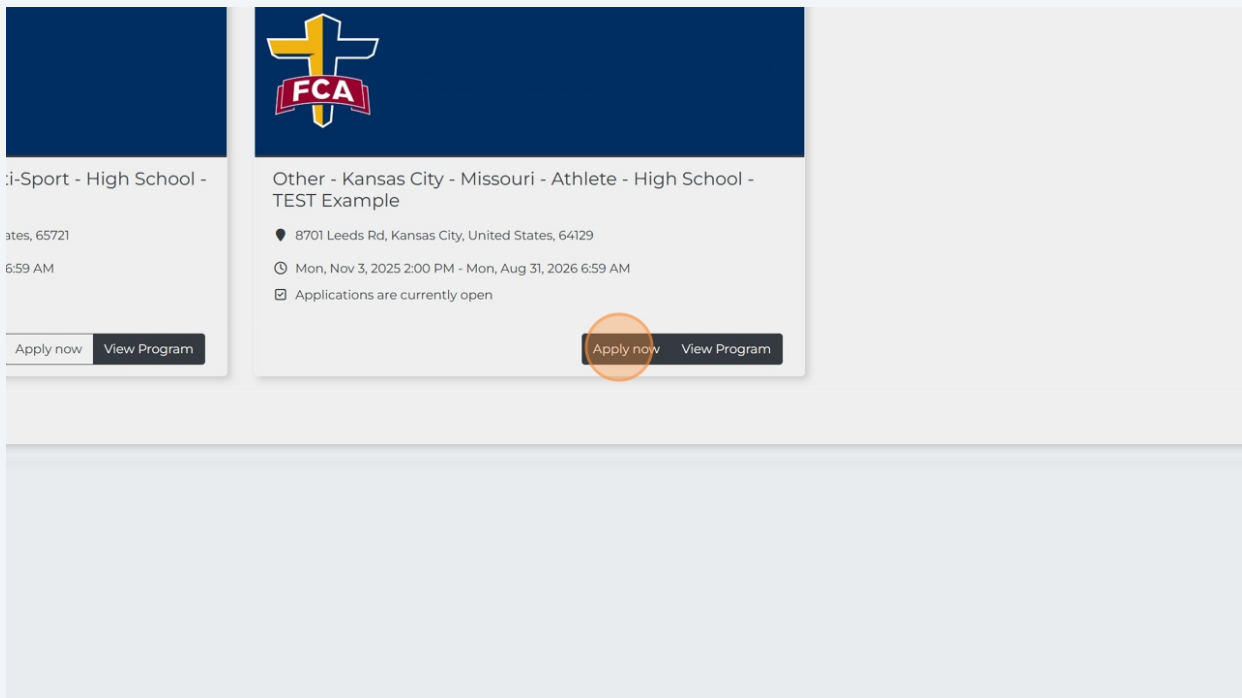 FCA
ti-Sport - High School -
ates, 65721
6:59 AM
Apply now View Program
Other - Kansas City - Missouri - Athlete - High School -
TEST Example
8701 Leeds Rd, Kansas City, United States, 64129
Mon, Nov 3, 2025 2:00 PM - Mon, Aug 31, 2026 6:59 AM
Applications are currently open
Apply now View Program